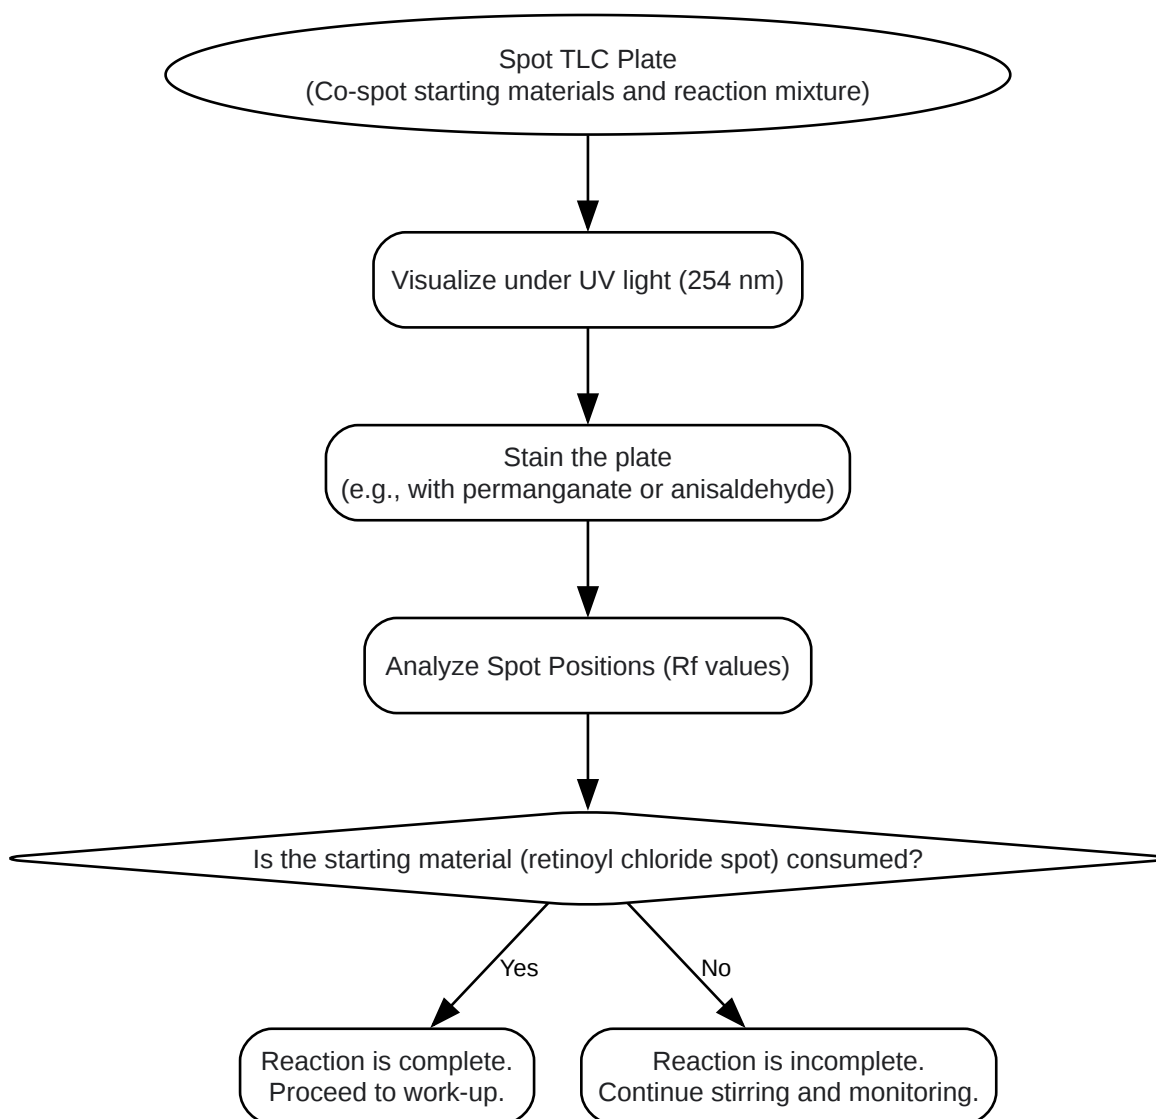 Spot TLC Plate
(Co-spot starting materials and reaction mixture)
Visualize under UV light (254 nm)
Stain the plate
(e.g., with permanganate or anisaldehyde)
Analyze Spot Positions (Rf values)
Is the starting material (retinoyl chloride spot) consumed?
Yes
No
Reaction is complete.
Proceed to work-up.
Reaction is incomplete.
Continue stirring and monitoring.